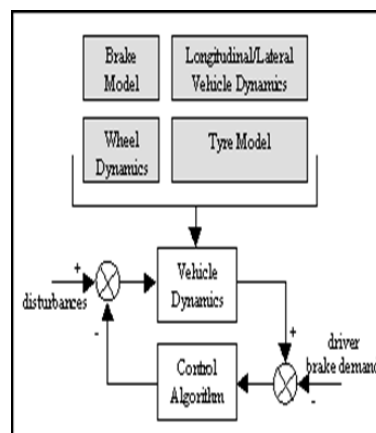 Brake
Model
Longitudinal/Lateral
Vehicle Dynamics
Wheel
Dynamics
Tyre Model
+
disturbances
-
Vehicle
Dynamics
+
driver
brake demand
-
Control
Algorithm